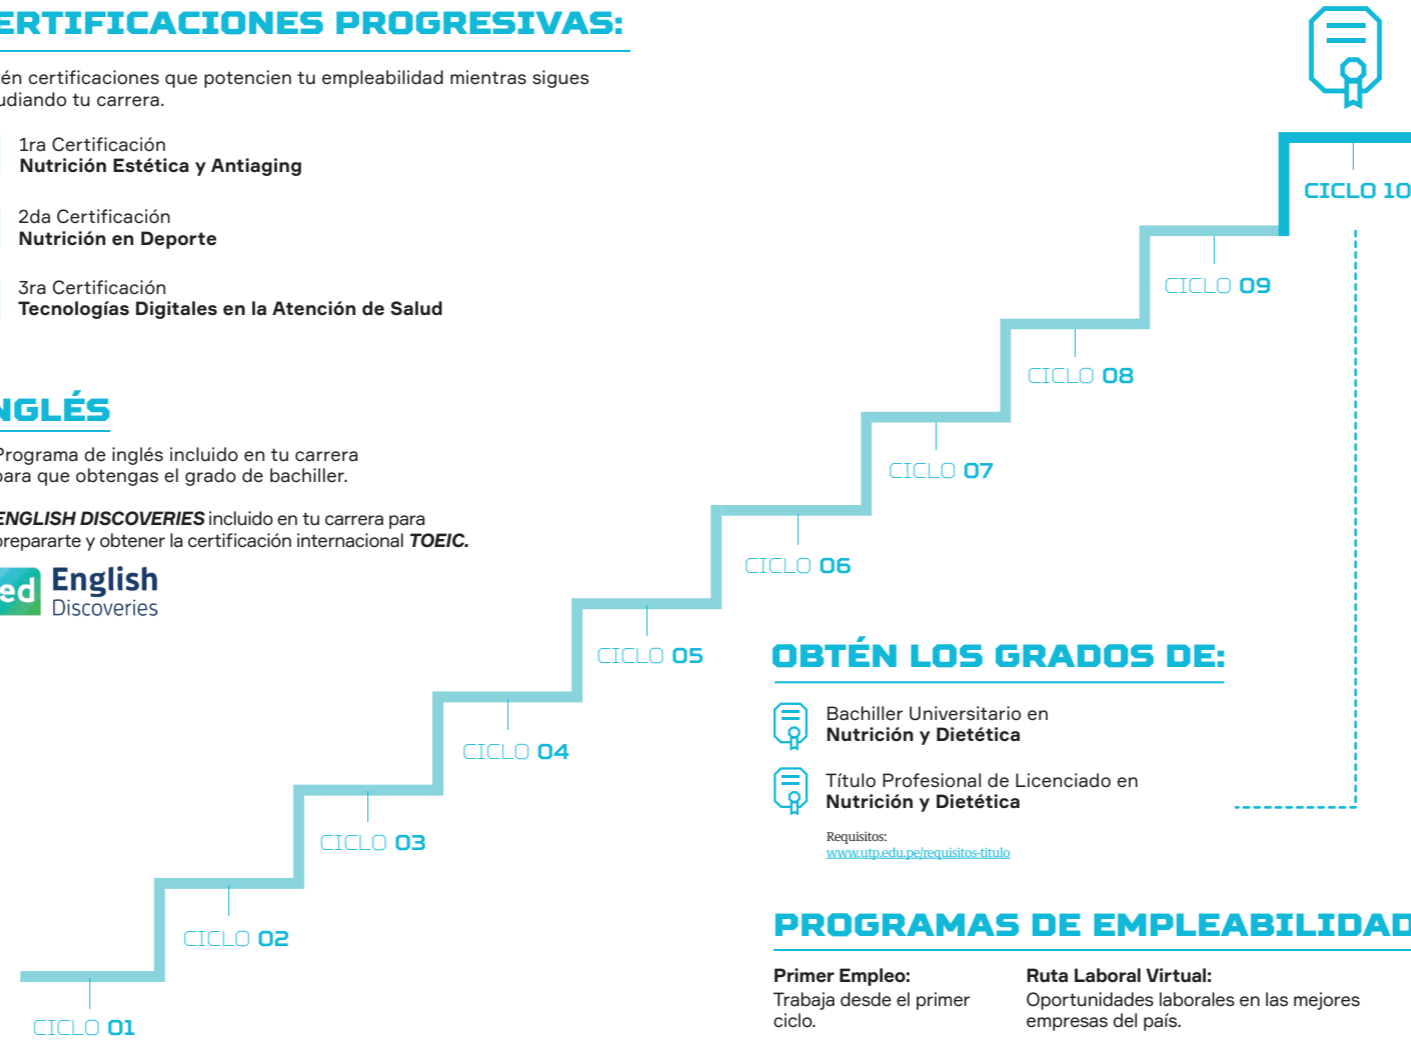 ERTIFICACIONES PROGRESIVAS:
én certificaciones que potencien tu empleabilidad mientras sigues
udiando tu carrera.
1ra Certificación
Nutrición Estética y Antiaging
2da Certificación
Nutrición en Deporte
3ra Certificación
Tecnologías Digitales en la Atención de Salud
NGLÉS
Programa de inglés incluido en tu carrera
para que obtengas el grado de bachiller.
ENGLISH DISCOVERIES incluido en tu carrera para
prepararte y obtener la certificación internacional TOEIC.
ed English
Discoveries
CICLO 10
CICLO 09
CICLO 08
CICLO 07
CICLO 06
CICLO 05
CICLO 04
CICLO 03
CICLO 02
CICLO 01
OBTÉN LOS GRADOS DE:
Bachiller Universitario en
Nutrición y Dietética
Título Profesional de Licenciado en
Nutrición y Dietética
Requisitos:
www.utp.edu.pe/requisitos-titulo
PROGRAMAS DE EMPLEABILIDAD
Primer Empleo:
Trabaja desde el primer
ciclo.
Ruta Laboral Virtual:
Oportunidades laborales en las mejores
empresas del país.